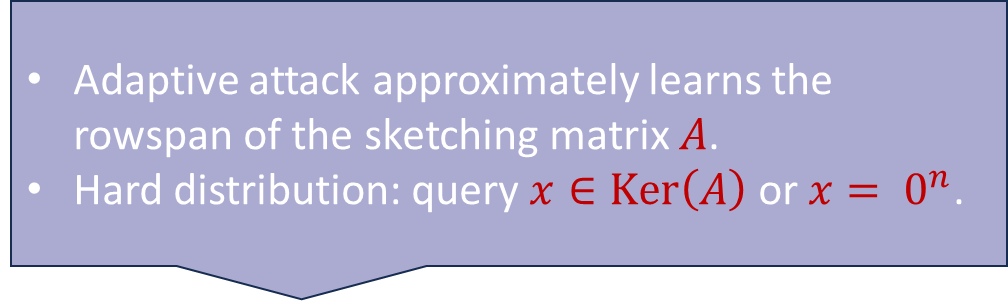 • Adaptive attack approximately learns the
rowspan of the sketching matrix A.
• Hard distribution: query x ∈ Ker(A) or x = 0ⁿ.